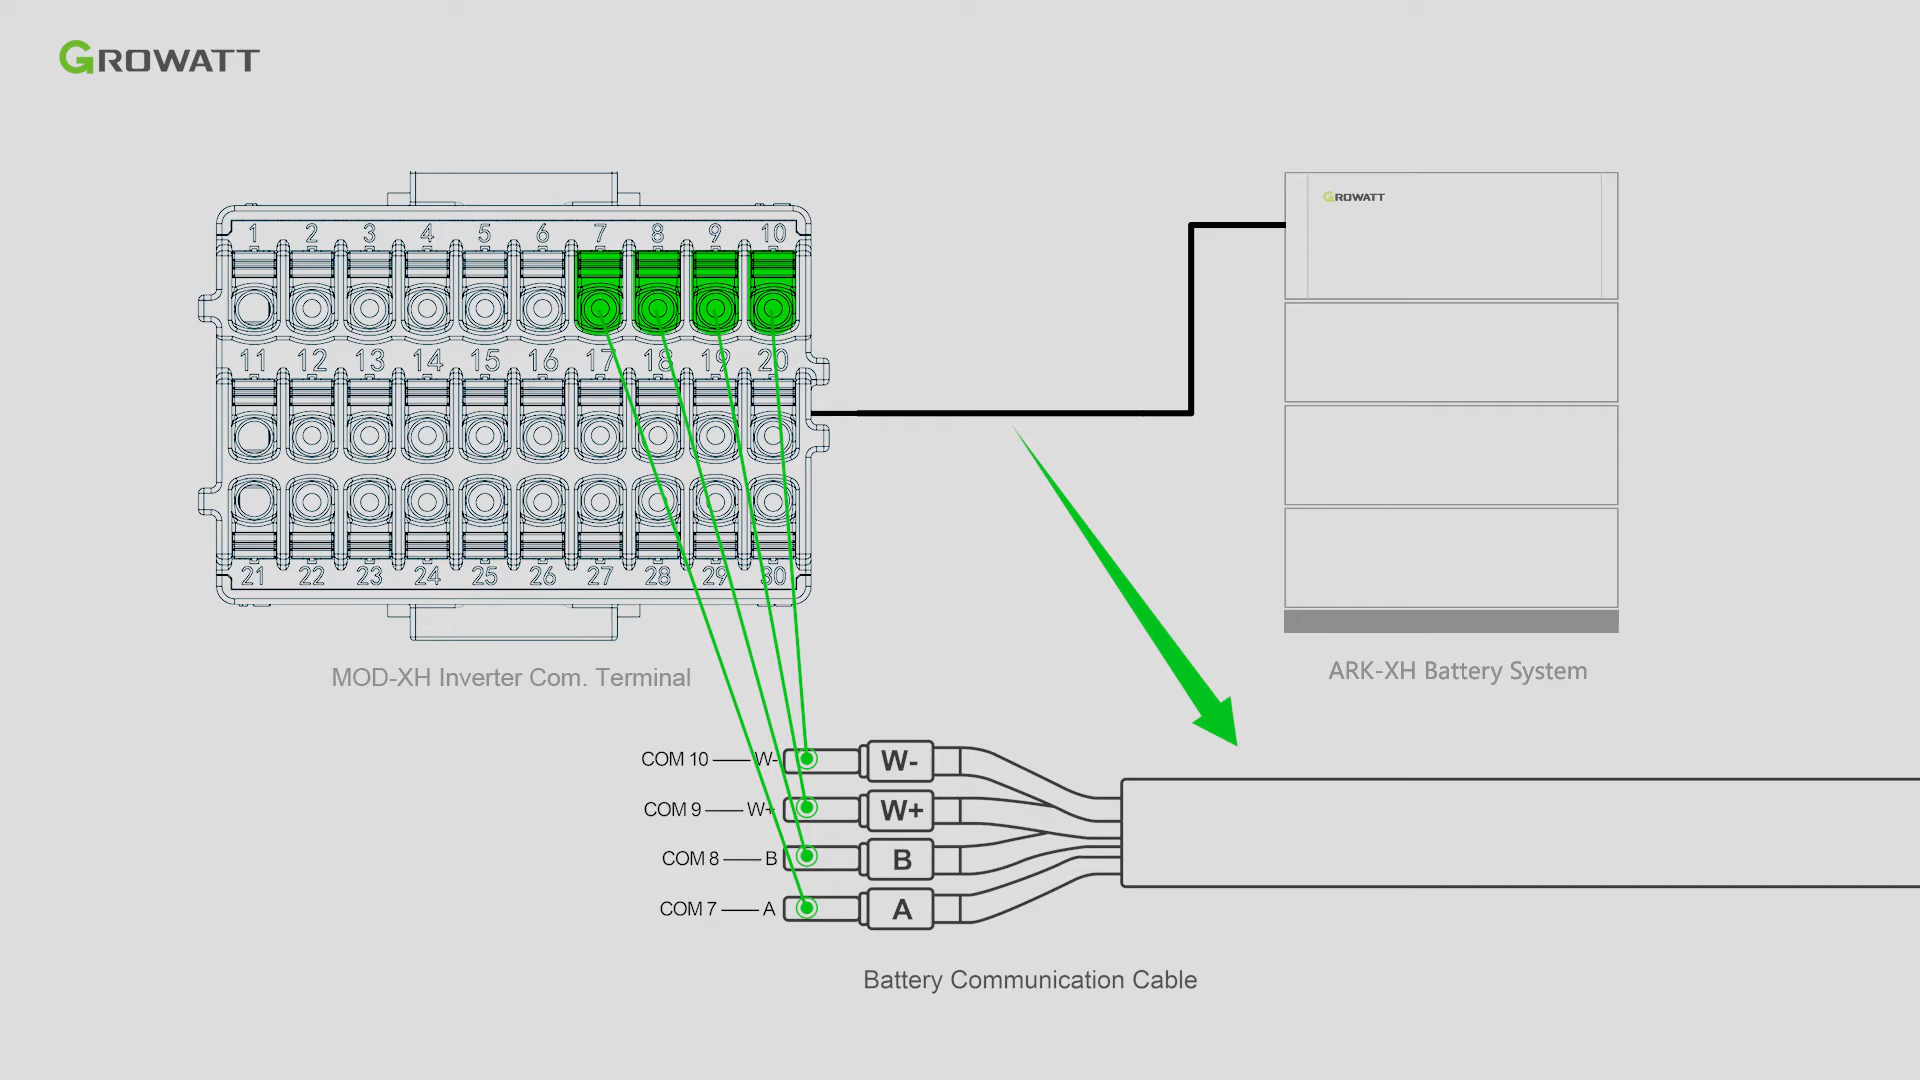 GROWATT
GROWATT
1 2 3 4 5 6 7 8 9 10
11 12 13 14 15 16 17 18 19 20
21 22 23 24 25 26 27 28 29 30
MOD-XH Inverter Com. Terminal
ARK-XH Battery System
COM 10 W- W-
COM 9 W+ W+
COM 8 B B
COM 7 A A
Battery Communication Cable